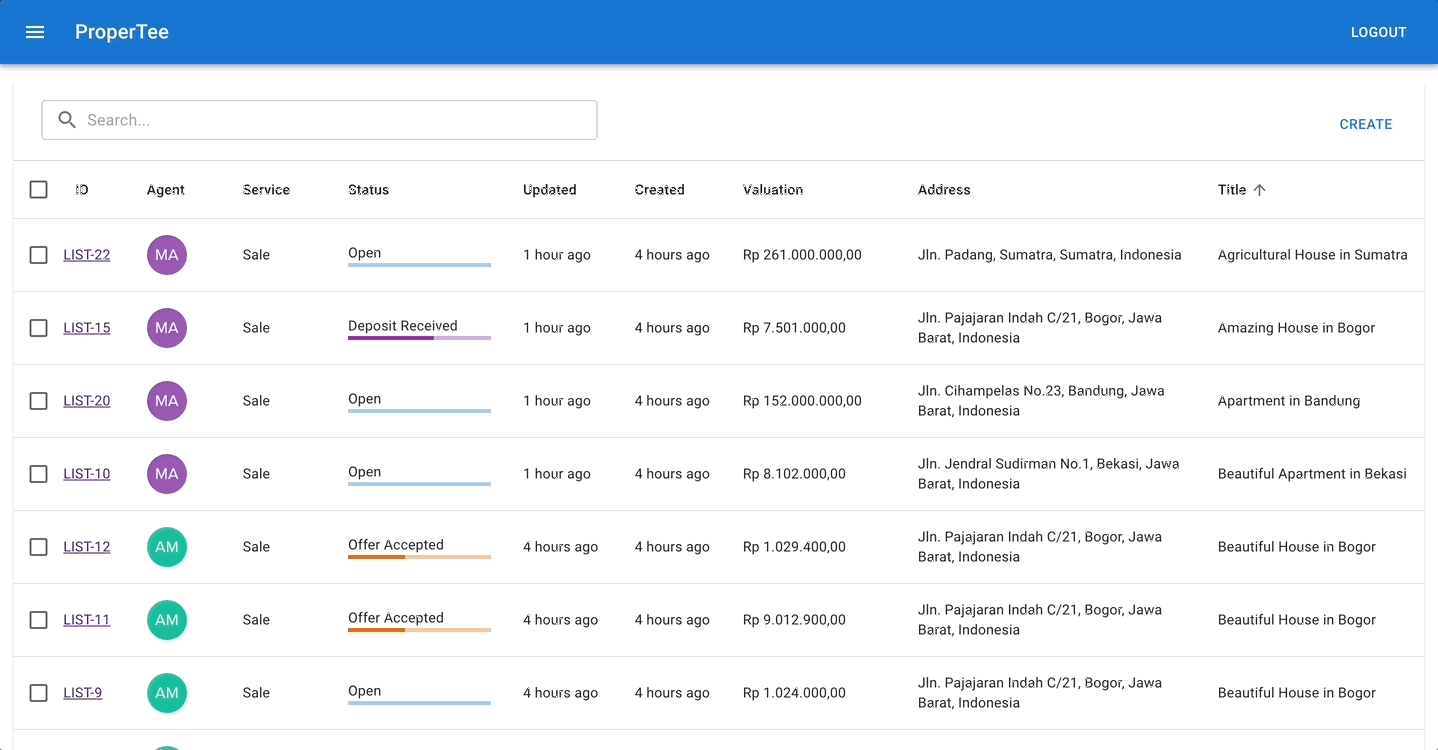 ProperTee LOGOUT
Search...
CREATE
ID Agent Service Status Updated Created Valuation Address Title
LIST-22 MA Sale Open 1 hour ago 4 hours ago Rp 261.000.000,00 Jln. Padang, Sumatra, Sumatra, Indonesia Agricultural House in Sumatra
LIST-15 MA Sale Deposit Received 1 hour ago 4 hours ago Rp 7.501.000,00 Jln. Pajajaran Indah C/21, Bogor, Jawa
Barat, Indonesia Amazing House in Bogor
LIST-20 MA Sale Open 1 hour ago 4 hours ago Rp 152.000.000,00 Jln. Cihampelas No.23, Bandung, Jawa
Barat, Indonesia Apartment in Bandung
LIST-10 MA Sale Open 1 hour ago 4 hours ago Rp 8.102.000,00 Jln. Jendral Sudirman No.1, Bekasi, Jawa
Barat, Indonesia Beautiful Apartment in Bekasi
LIST-12 AM Sale Offer Accepted 4 hours ago 4 hours ago Rp 1.029.400,00 Jln. Pajajaran Indah C/21, Bogor, Jawa
Barat, Indonesia Beautiful House in Bogor
LIST-11 AM Sale Offer Accepted 4 hours ago 4 hours ago Rp 9.012.900,00 Jln. Pajajaran Indah C/21, Bogor, Jawa
Barat, Indonesia Beautiful House in Bogor
LIST-9 AM Sale Open 4 hours ago 4 hours ago Rp 1.024.000,00 Jln. Pajajaran Indah C/21, Bogor, Jawa
Barat, Indonesia Beautiful House in Bogor